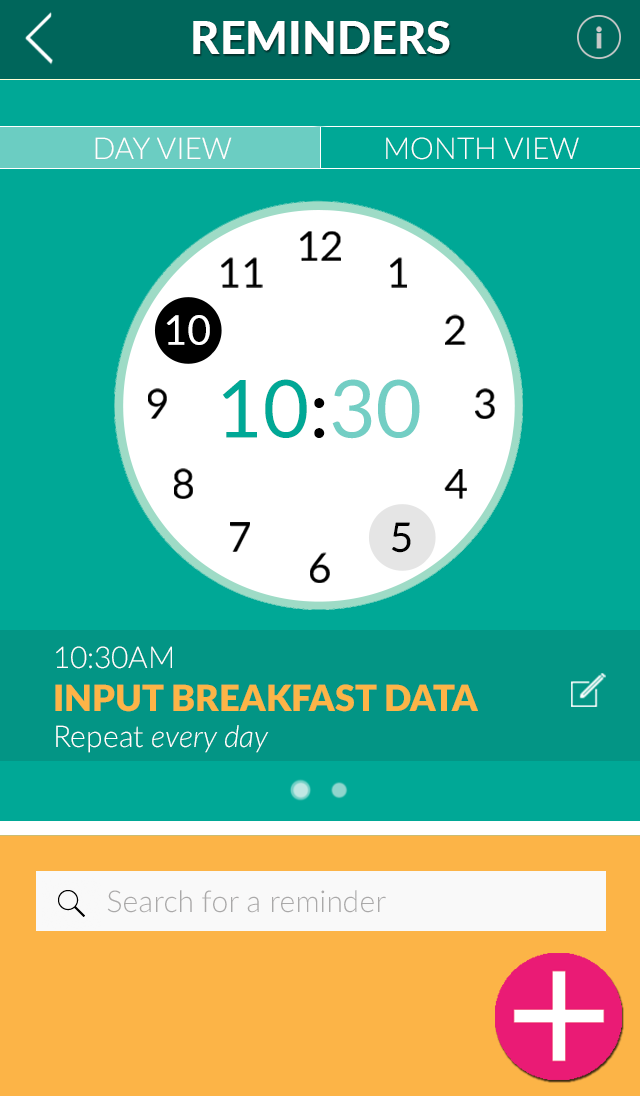 REMINDERS
i
DAY VIEW
MONTH VIEW
12
11
1
10
2
10:30
9
3
8
4
7
5
6
10:30AM
INPUT BREAKFAST DATA
Repeat every day
Search for a reminder